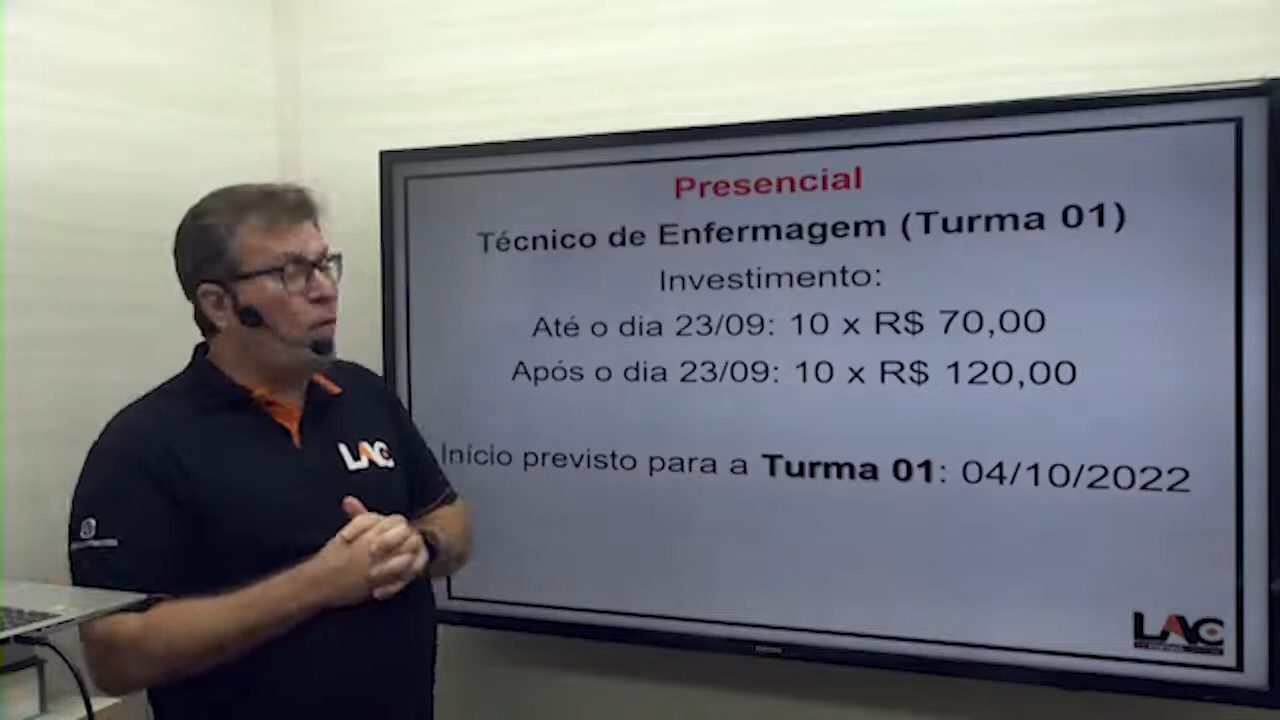 Presencial
Técnico de Enfermagem (Turma 01)
Investimento:
Até o dia 23/09: 10 x R$ 70,00
Após o dia 23/09: 10 x R$ 120,00
Início previsto para a Turma 01: 04/10/2022
LAC
LAC